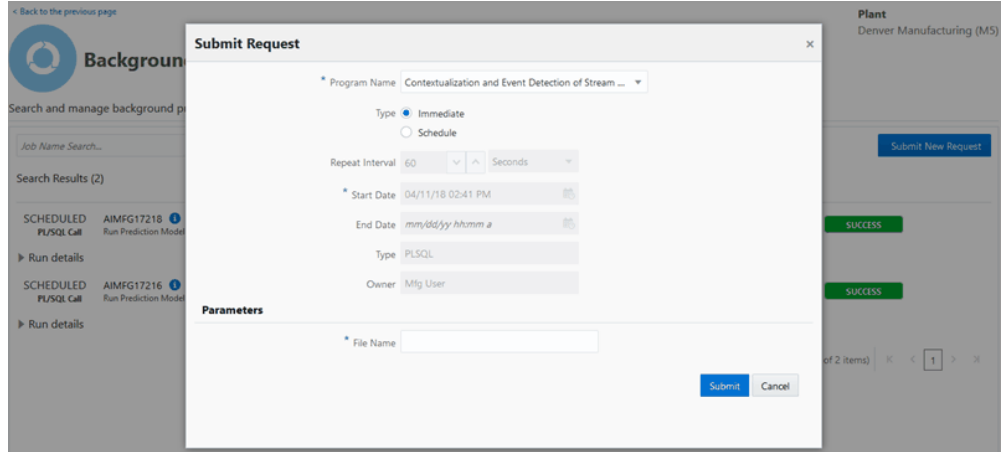 < Back to the previous page
Plant
Denver Manufacturing (M5)
Backgroun
Search and manage background p
Job Name Search...
Submit New Request
Search Results (2)
SCHEDULED AIMFG17218 SUCCESS
PL/SQL Call Run Prediction Model
Run details
SCHEDULED AIMFG17216 SUCCESS
PL/SQL Call Run Prediction Model
Run details
of 2 items) 1
Submit Request
* Program Name Contextualization and Event Detection of Stream ...
Type Immediate
Schedule
Repeat Interval 60 Seconds
* Start Date 04/11/18 02:41 PM
End Date mm/dd/yy hh:mm a
Type PLSQL
Owner Mfg User
Parameters
* File Name
Submit Cancel